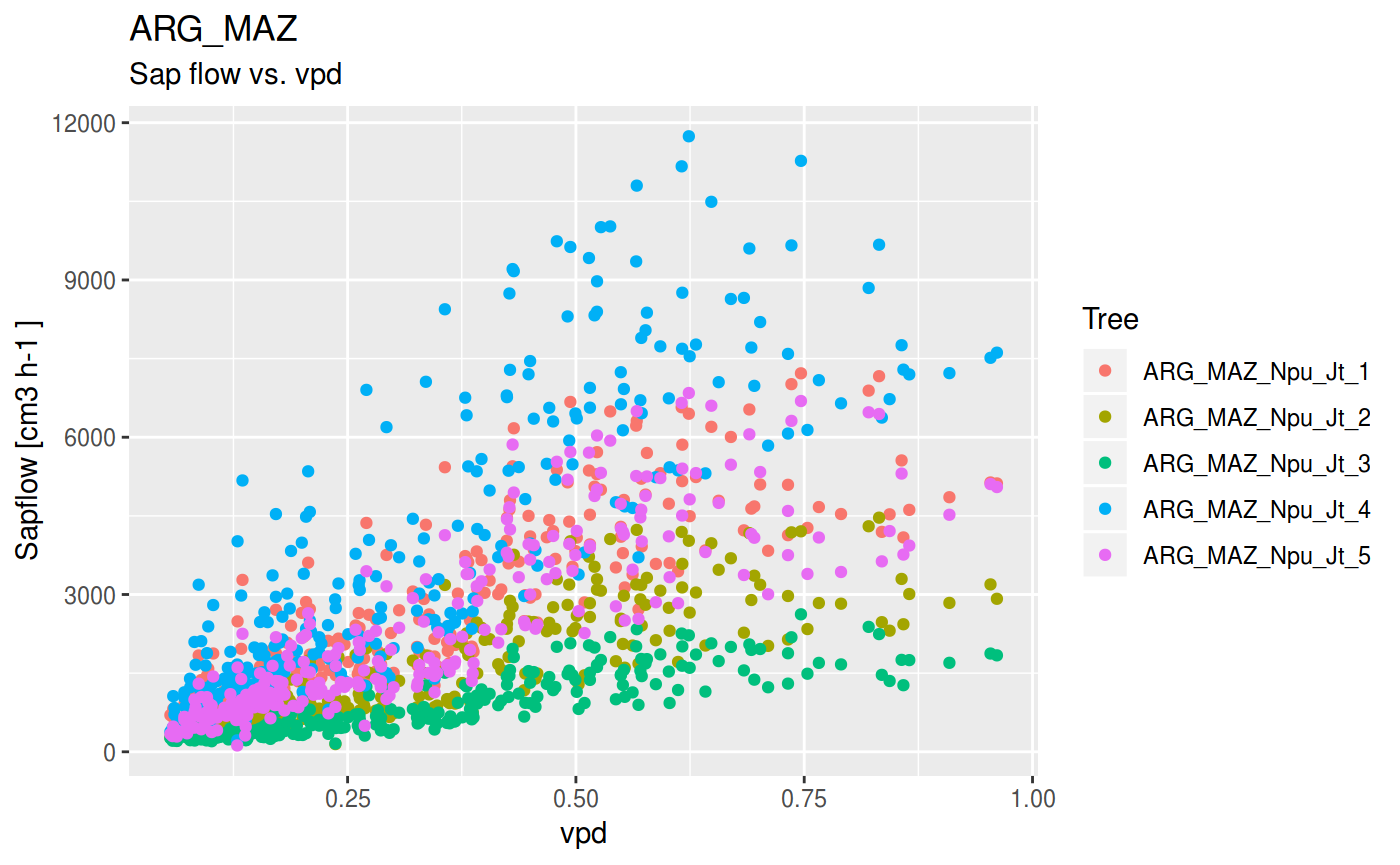 ARG_MAZ
Sap flow vs. vpd
12000
9000
6000
3000
0
Sapflow [cm3 h-1 ]
0.25 0.50 0.75 1.00
vpd
Tree
ARG_MAZ_Npu_Jt_1
ARG_MAZ_Npu_Jt_2
ARG_MAZ_Npu_Jt_3
ARG_MAZ_Npu_Jt_4
ARG_MAZ_Npu_Jt_5